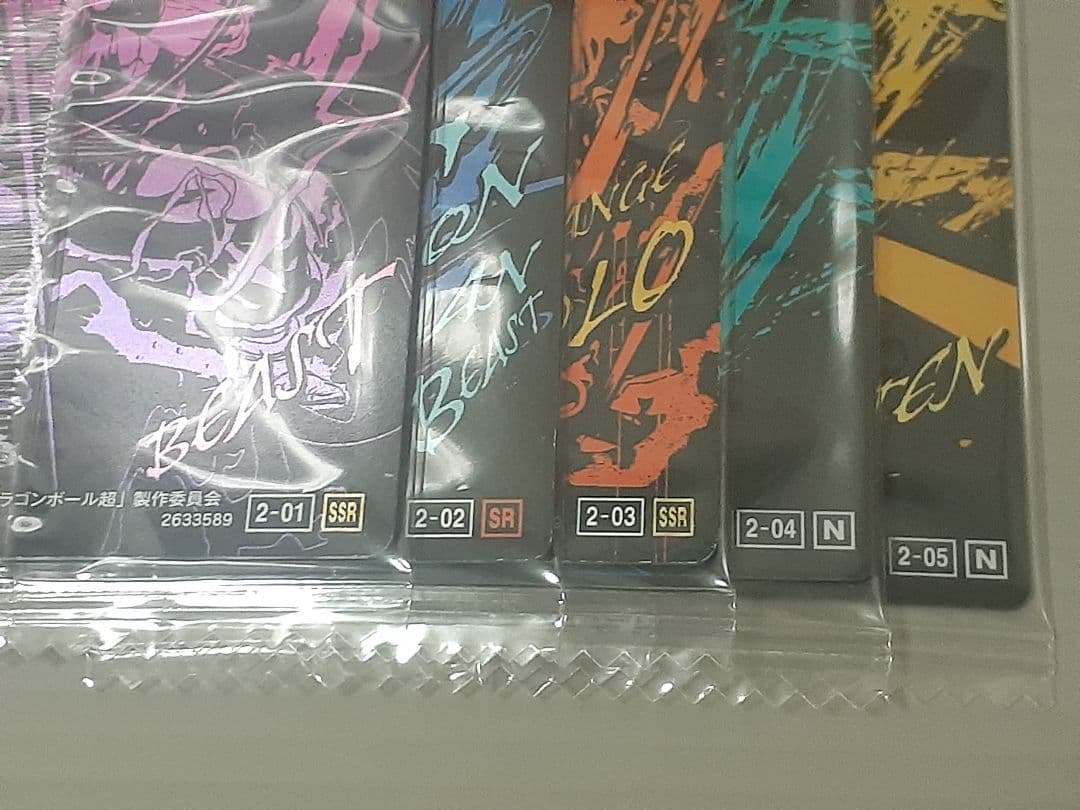 BEAST
ラゴンボール超」製作委員会
2633589
2-01 SSR
BEAST
2-02 SR
LO
2-03 SSR
2-04 N
TEN
2-05 N